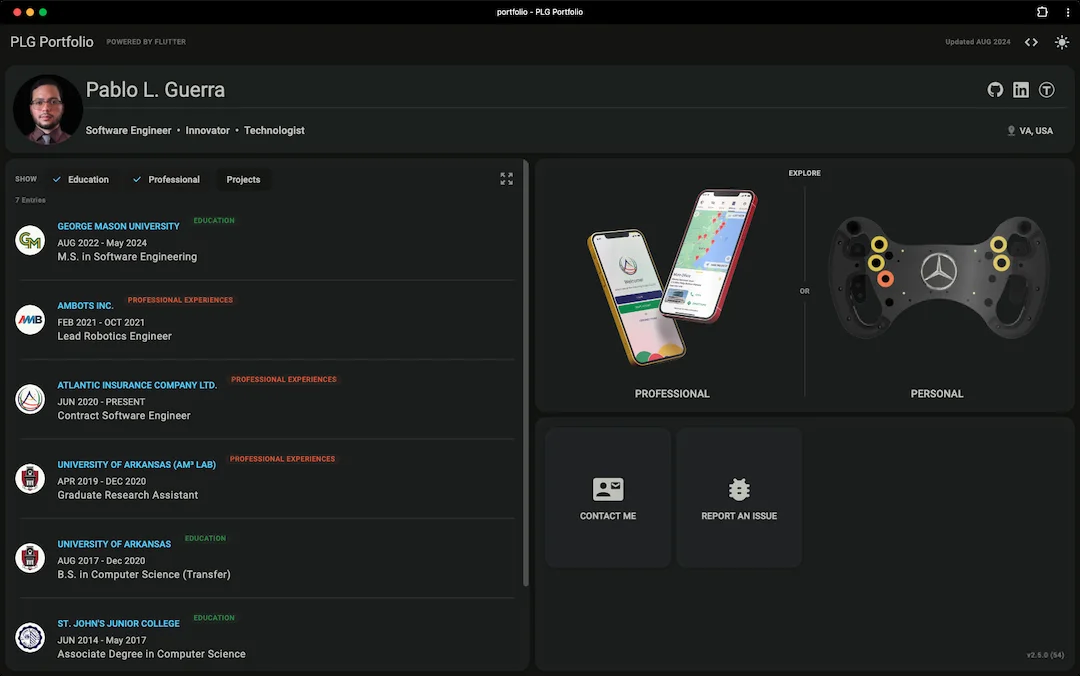 portfolio - PLG Portfolio
PLG Portfolio POWERED BY FLUTTER
Updated AUG 2024
Pablo L. Guerra
Software Engineer • Innovator • Technologist
VA, USA
SHOW Education Professional Projects
7 Entries
GEORGE MASON UNIVERSITY EDUCATION
AUG 2022 - May 2024
M.S. in Software Engineering
AMBOTS INC. PROFESSIONAL EXPERIENCES
FEB 2021 - OCT 2021
Lead Robotics Engineer
ATLANTIC INSURANCE COMPANY LTD. PROFESSIONAL EXPERIENCES
JUN 2020 - PRESENT
Contract Software Engineer
UNIVERSITY OF ARKANSAS (AM³ LAB) PROFESSIONAL EXPERIENCES
APR 2019 - DEC 2020
Graduate Research Assistant
UNIVERSITY OF ARKANSAS EDUCATION
AUG 2017 - Dec 2020
B.S. in Computer Science (Transfer)
ST. JOHN'S JUNIOR COLLEGE EDUCATION
JUN 2014 - May 2017
Associate Degree in Computer Science
EXPLORE
OR
PROFESSIONAL
PERSONAL
CONTACT ME
REPORT AN ISSUE
v2.5.0 (54)